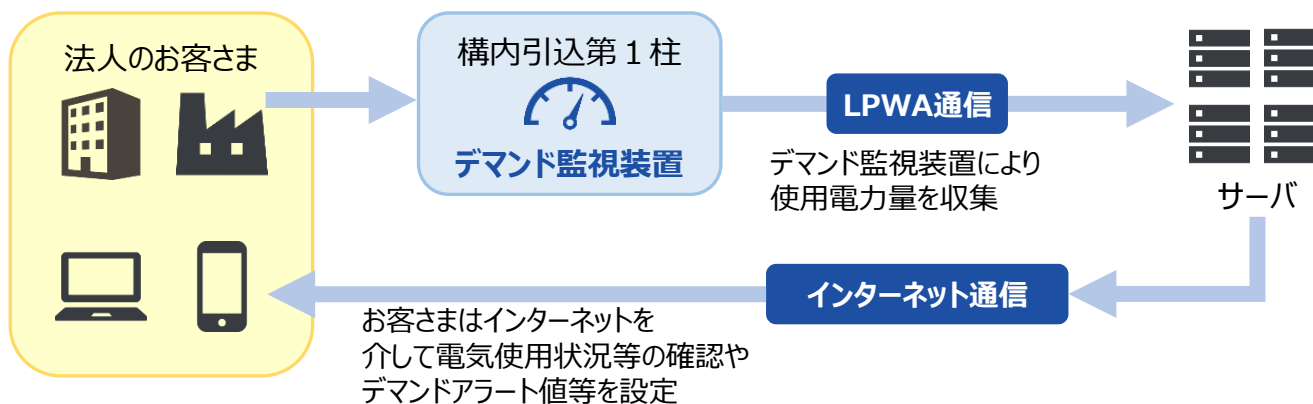 法人のお客さま
構内引込第１柱
デマンド監視装置
LPWA通信
デマンド監視装置により
使用電力量を収集
サーバ
インターネット通信
お客さまはインターネットを
介して電気使用状況等の確認や
デマンドアラート値等を設定